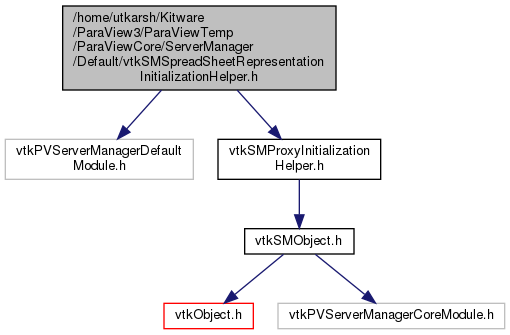 /home/utkarsh/Kitware
/ParaView3/ParaViewTemp
/ParaViewCore/ServerManager
/Default/vtkSMSpreadSheetRepresentation
InitializationHelper.h
vtkPVServerManagerDefault
Module.h
vtkSMProxyInitialization
Helper.h
vtkSMObject.h
vtkObject.h
vtkPVServerManagerCoreModule.h